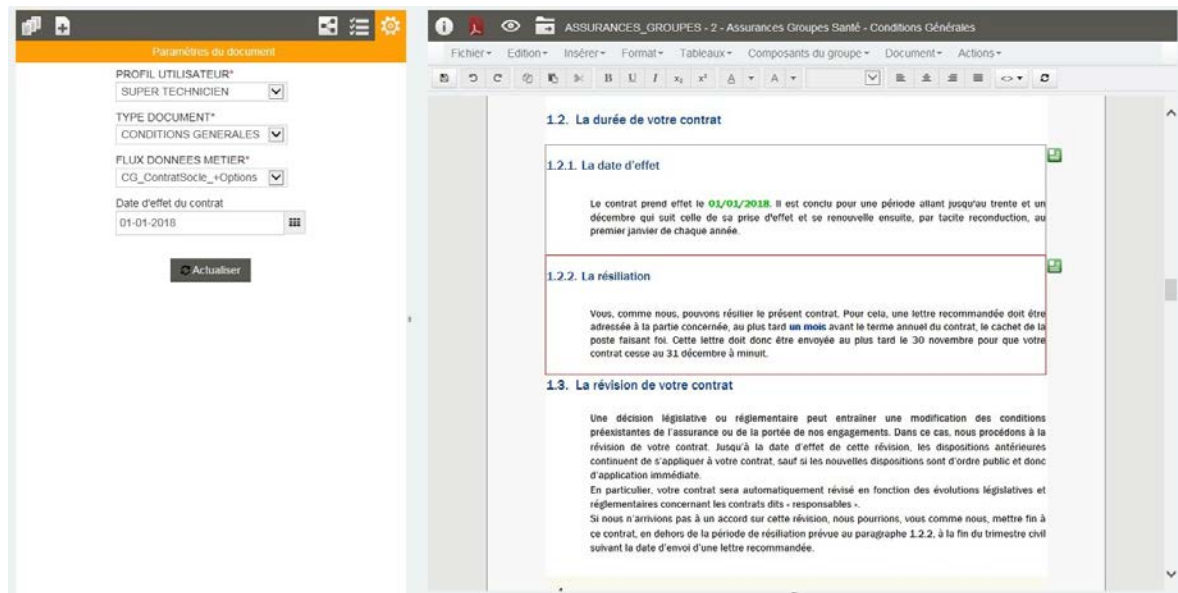 Paramètres du document
PROFIL UTILISATEUR*
SUPER TECHNICIEN
TYPE DOCUMENT*
CONDITIONS GENERALES
FLUX DONNEES METIER*
CG_ContratSocle_+Options
Date d'effet du contrat
01-01-2018
Actualiser
ASSURANCES_GROUPES - 2 - Assurances Groupes Santé - Conditions Générales
Fichier Edition Insérer Format Tableaux Composants du groupe Document Actions
B U I x₂ x² A A
1.2. La durée de votre contrat
1.2.1. La date d'effet
Le contrat prend effet le 01/01/2018. Il est conclu pour une période allant jusqu'au trente et un
décembre qui suit celle de sa prise d'effet et se renouvelle ensuite, par tacite reconduction, au
premier janvier de chaque année.
1.2.2. La résiliation
Vous, comme nous, pouvons résilier le présent contrat. Pour cela, une lettre recommandée doit être
adressée à la partie concernée, au plus tard un mois avant le terme annuel du contrat, le cachet de la
poste faisant foi. Cette lettre doit donc être envoyée au plus tard le 30 novembre pour que votre
contrat cesse au 31 décembre à minuit.
1.3. La révision de votre contrat
Une décision législative ou réglementaire peut entraîner une modification des conditions
préexistantes de l'assurance ou de la portée de nos engagements. Dans ce cas, nous procédons à la
révision de votre contrat. Jusqu'à la date d'effet de cette révision, les dispositions antérieures
continuent de s'appliquer à votre contrat, sauf si les nouvelles dispositions sont d'ordre public et donc
d'application immédiate.
En particulier, votre contrat sera automatiquement révisé en fonction des évolutions législatives et
réglementaires concernant les contrats dits « responsables ».
Si nous n'arrivions pas à un accord sur cette révision, nous pourrions, vous comme nous, mettre fin à
ce contrat, en dehors de la période de résiliation prévue au paragraphe 1.2.2, à la fin du trimestre civil
suivant la date d'envoi d'une lettre recommandée.